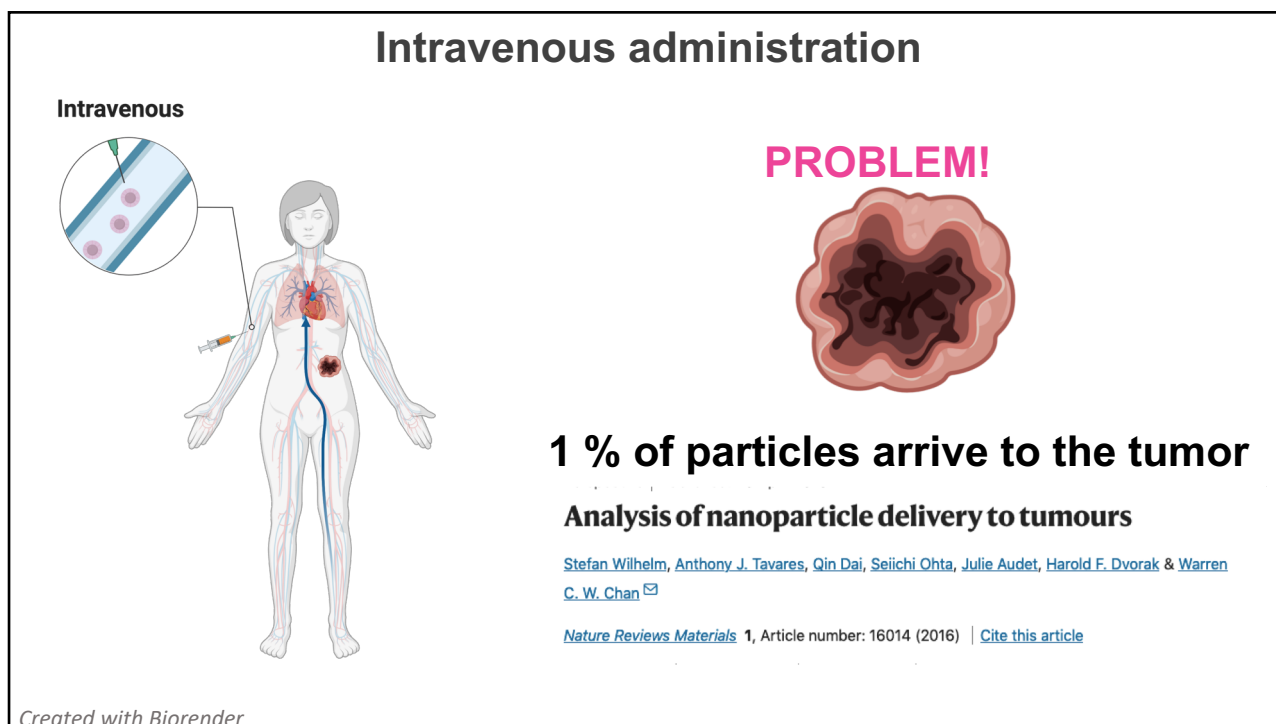 Intravenous administration
Intravenous
PROBLEM!
1 % of particles arrive to the tumor
Analysis of nanoparticle delivery to tumours
Stefan Wilhelm, Anthony J. Tavares, Qin Dai, Seiichi Ohta, Julie Audet, Harold F. Dvorak & Warren
C. W. Chan
Nature Reviews Materials 1, Article number: 16014 (2016) | Cite this article
Created with Biorender